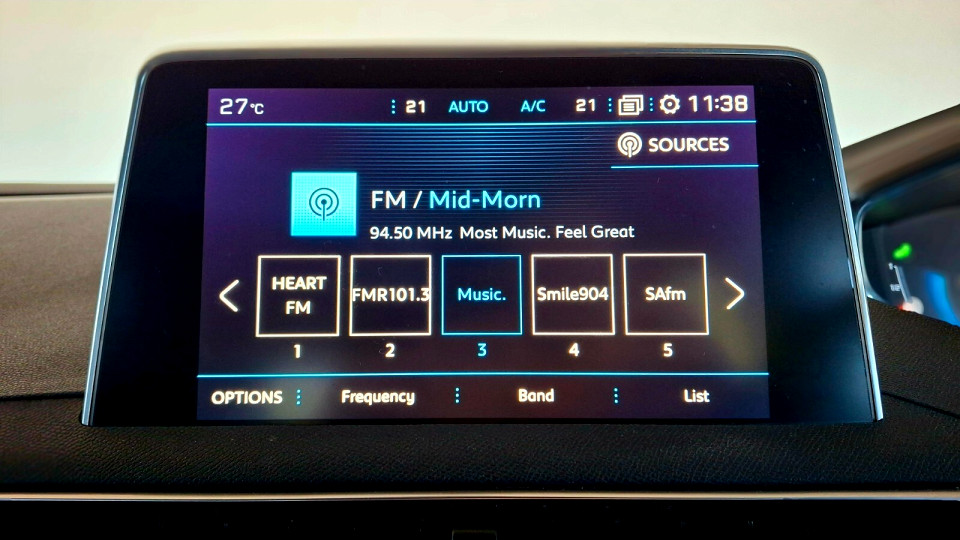 27°C 21 AUTO A/C 21 11:38
SOURCES
FM / Mid-Morn
94.50 MHz Most Music. Feel Great
HEART
FM
FMR101.3
Music.
Smile904
SAfm
1 2 3 4 5
OPTIONS Frequency Band List